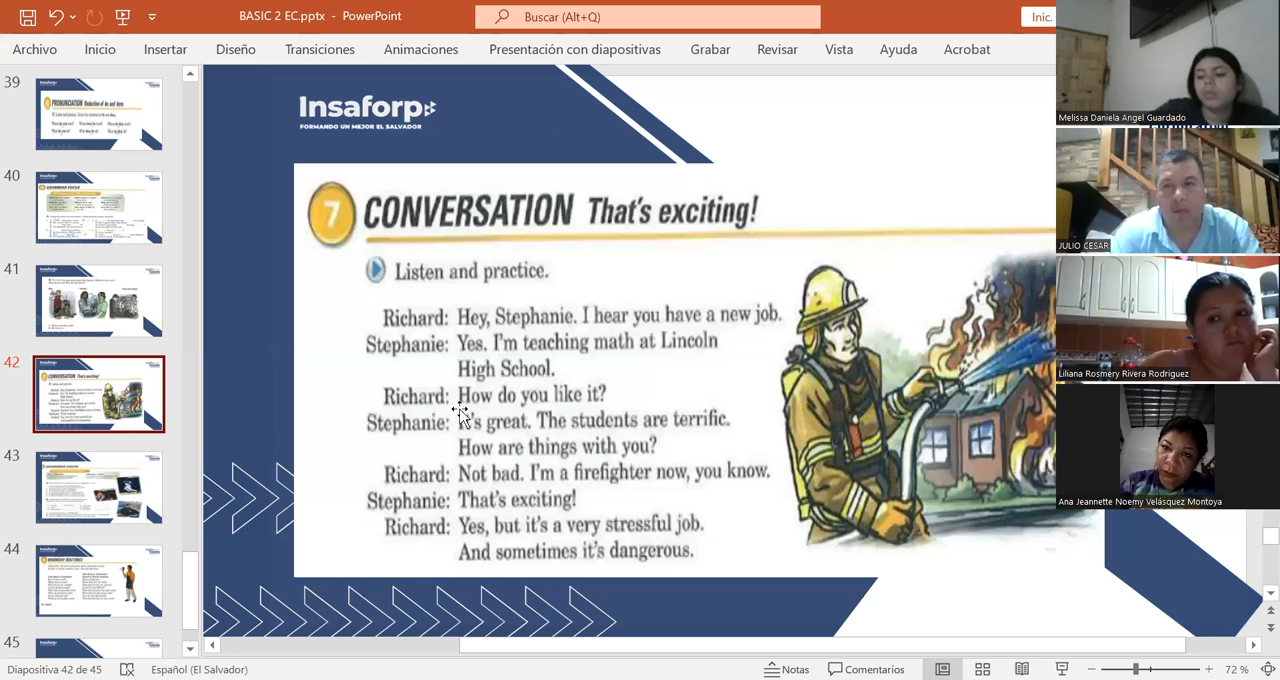 BASIC 2 EC.pptx - PowerPoint
Buscar (Alt+Q)
Inic.
Archivo Inicio Insertar Diseño Transiciones Animaciones Presentación con diapositivas Grabar Revisar Vista Ayuda Acrobat
39
40
41
42
43
44
45
Insaforp
FORMANDO UN MEJOR EL SALVADOR
7 CONVERSATION That's exciting!
Listen and practice.
Richard: Hey, Stephanie. I hear you have a new job.
Stephanie: Yes. I'm teaching math at Lincoln
High School.
Richard: How do you like it?
Stephanie: It's great. The students are terrific.
How are things with you?
Richard: Not bad. I'm a firefighter now, you know.
Stephanie: That's exciting!
Richard: Yes, but it's a very stressful job.
And sometimes it's dangerous.
Melissa Daniela Angel Guardado
JULIO CESAR
Liliana Rosmery Rivera Rodriguez
Ana Jeannette Noemy Velásquez Montoya
Diapositiva 42 de 45 Español (El Salvador) Notas Comentarios 72 %